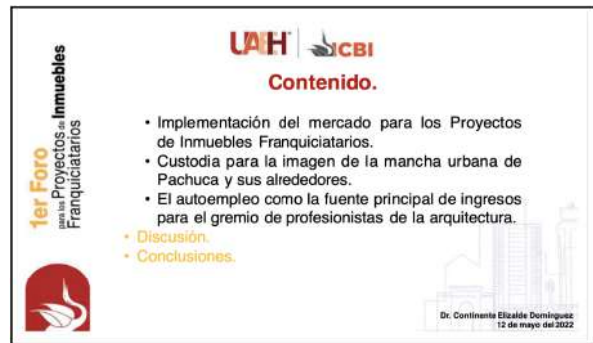 UAEH ICBI
Contenido.
1er Foro
para los Proyectos de Inmuebles
Franquiciatarios
• Implementación del mercado para los Proyectos
de Inmuebles Franquiciatarios.
• Custodia para la imagen de la mancha urbana de
Pachuca y sus alrededores.
• El autoempleo como la fuente principal de ingresos
para el gremio de profesionistas de la arquitectura.
• Discusión.
• Conclusiones.
Dr. Continente Elizalde Domínguez
12 de mayo del 2022